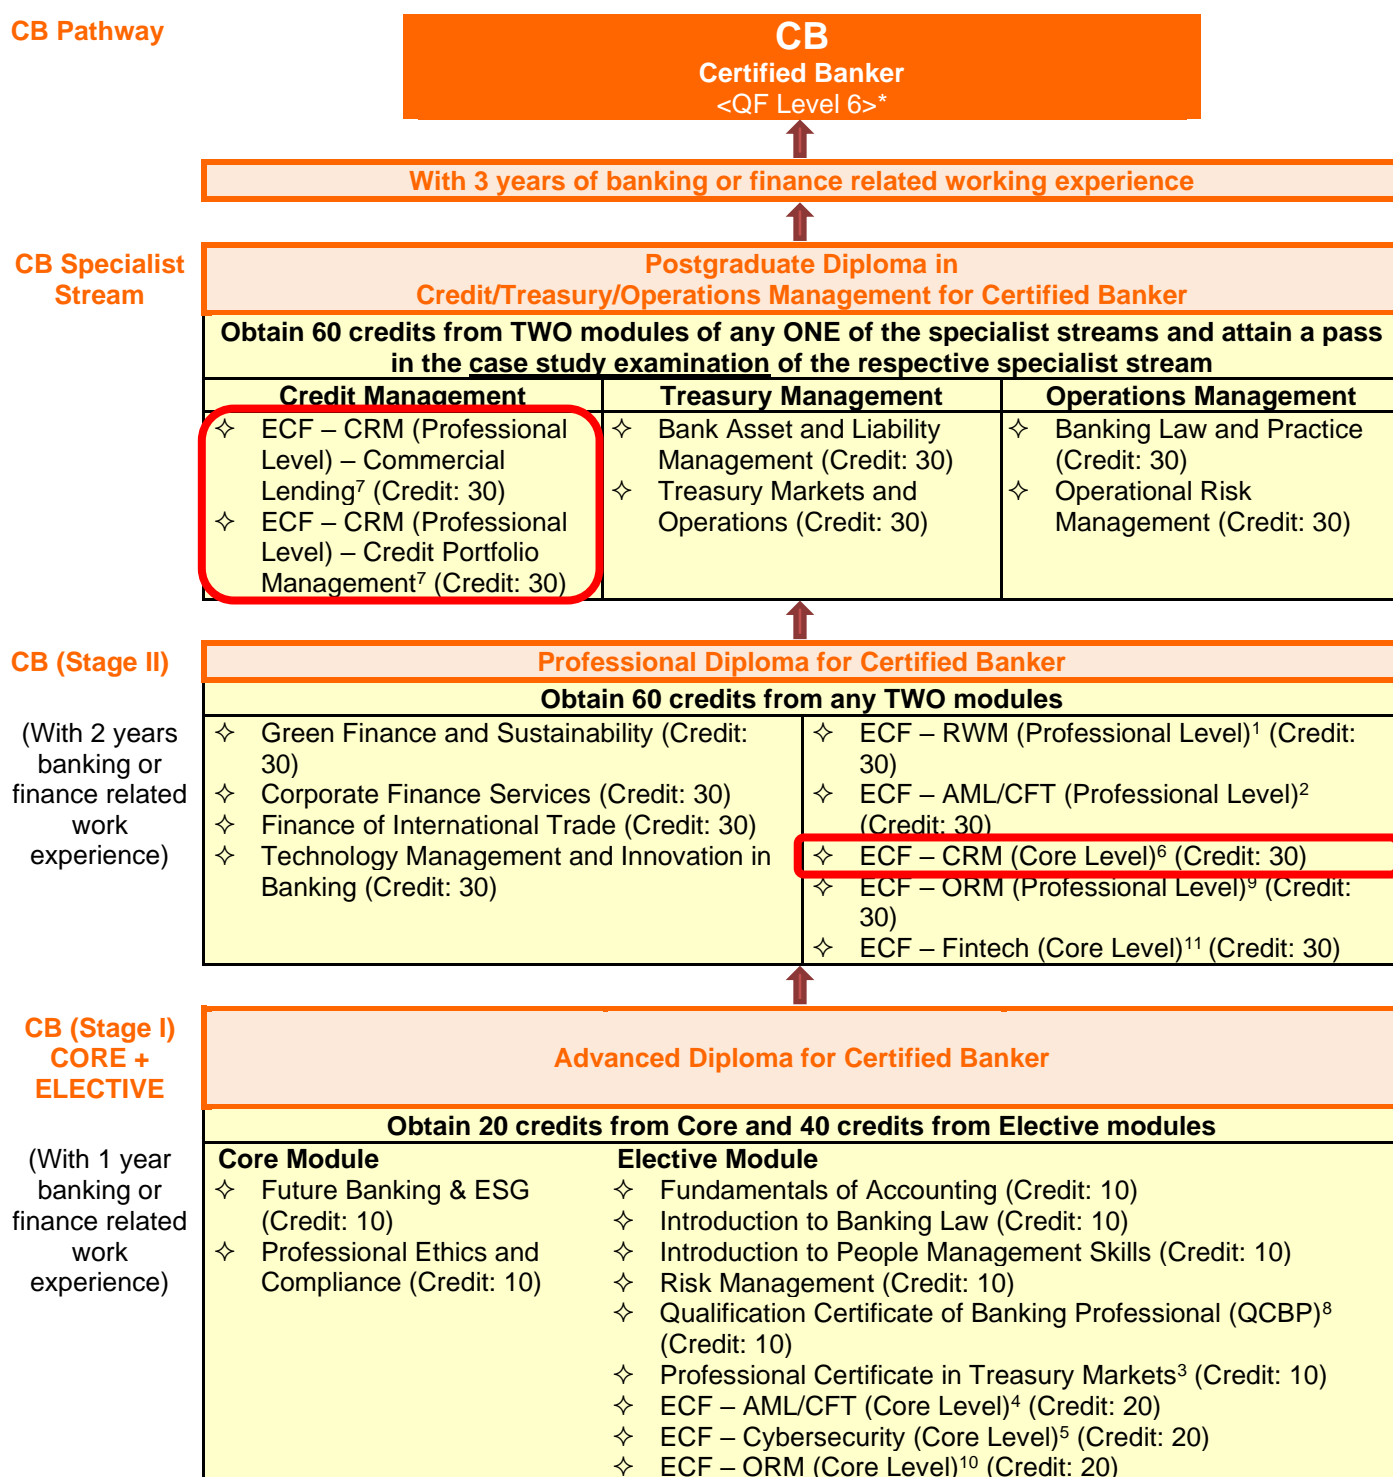 CB Pathway
CB
Certified Banker
<QF Level 6>*
With 3 years of banking or finance related working experience
CB Specialist
Stream
Postgraduate Diploma in
Credit/Treasury/Operations Management for Certified Banker
Obtain 60 credits from TWO modules of any ONE of the specialist streams and attain a pass
in the case study examination of the respective specialist stream
Credit Management
✧ ECF – CRM (Professional
Level) – Commercial
Lending⁷ (Credit: 30)
✧ ECF – CRM (Professional
Level) – Credit Portfolio
Management⁷ (Credit: 30)
Treasury Management
✧ Bank Asset and Liability
Management (Credit: 30)
✧ Treasury Markets and
Operations (Credit: 30)
Operations Management
✧ Banking Law and Practice
(Credit: 30)
✧ Operational Risk
Management (Credit: 30)
CB (Stage II)
(With 2 years
banking or
finance related
work
experience)
Professional Diploma for Certified Banker
Obtain 60 credits from any TWO modules
✧ Green Finance and Sustainability (Credit:
30)
✧ Corporate Finance Services (Credit: 30)
✧ Finance of International Trade (Credit: 30)
✧ Technology Management and Innovation in
Banking (Credit: 30)
✧ ECF – RWM (Professional Level)¹ (Credit:
30)
✧ ECF – AML/CFT (Professional Level)²
(Credit: 30)
✧ ECF – CRM (Core Level)⁶ (Credit: 30)
✧ ECF – ORM (Professional Level)⁹ (Credit:
30)
✧ ECF – Fintech (Core Level)¹¹ (Credit: 30)
CB (Stage I)
CORE +
ELECTIVE
(With 1 year
banking or
finance related
work
experience)
Advanced Diploma for Certified Banker
Obtain 20 credits from Core and 40 credits from Elective modules
Core Module
✧ Future Banking & ESG
(Credit: 10)
✧ Professional Ethics and
Compliance (Credit: 10)
Elective Module
✧ Fundamentals of Accounting (Credit: 10)
✧ Introduction to Banking Law (Credit: 10)
✧ Introduction to People Management Skills (Credit: 10)
✧ Risk Management (Credit: 10)
✧ Qualification Certificate of Banking Professional (QCBP)⁸
(Credit: 10)
✧ Professional Certificate in Treasury Markets³ (Credit: 10)
✧ ECF – AML/CFT (Core Level)⁴ (Credit: 20)
✧ ECF – Cybersecurity (Core Level)⁵ (Credit: 20)
✧ ECF – ORM (Core Level)¹⁰ (Credit: 20)